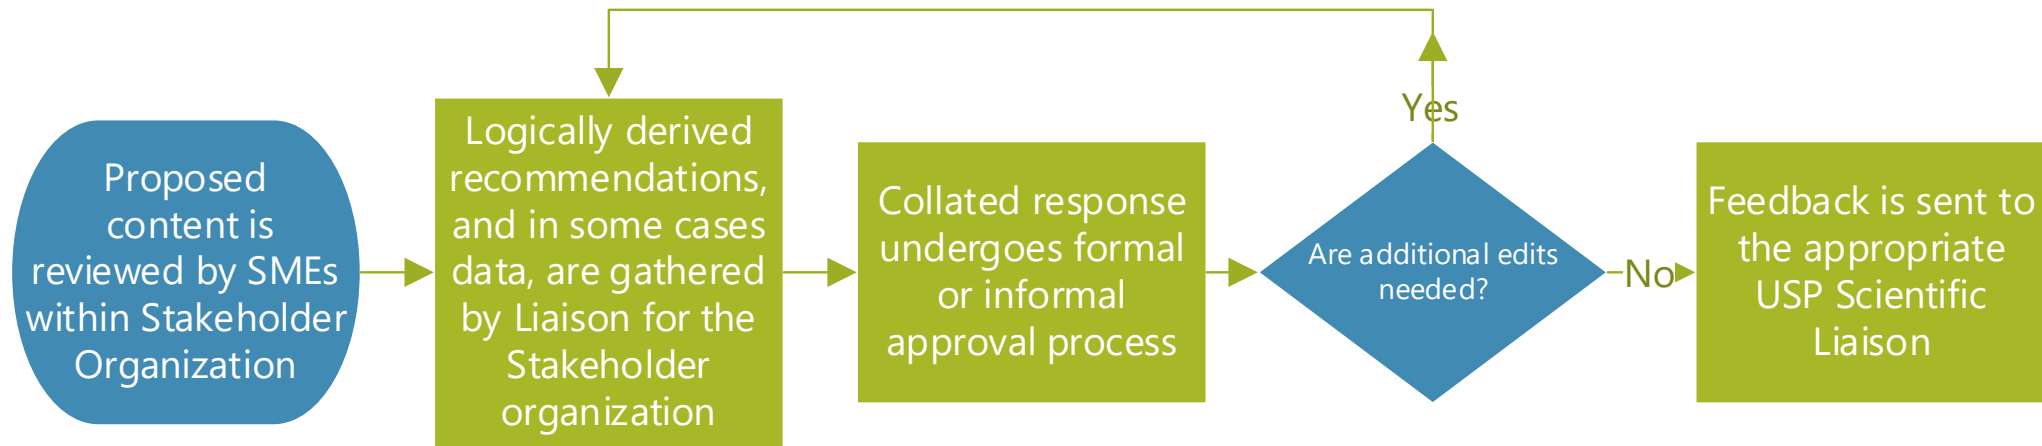 Proposed
content is
reviewed by SMEs
within Stakeholder
Organization
Logically derived
recommendations,
and in some cases
data, are gathered
by Liaison for the
Stakeholder
organization
Collated response
undergoes formal
or informal
approval process
Are additional edits
needed?
Yes
No
Feedback is sent to
the appropriate
USP Scientific
Liaison